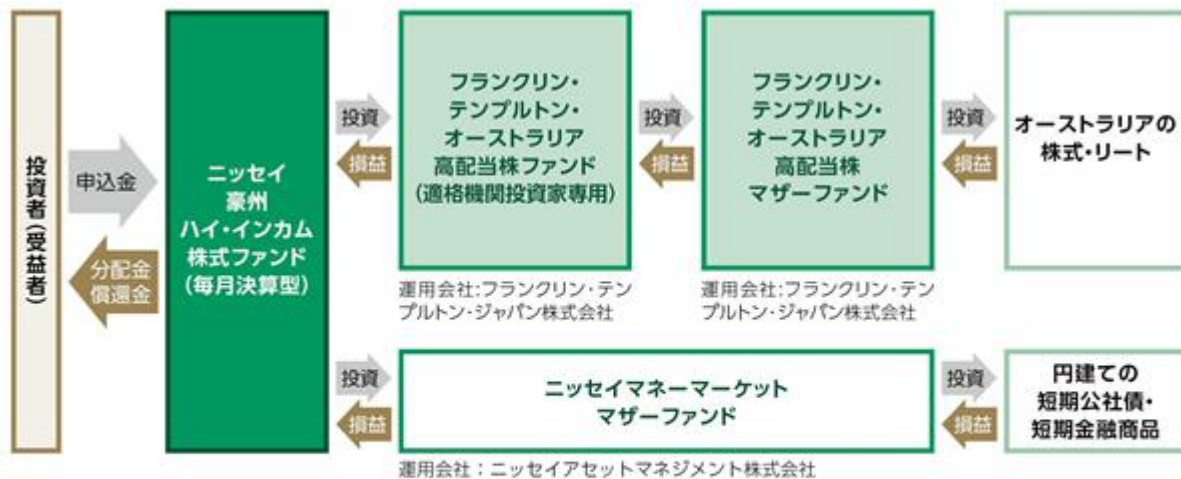 投資者(受益者)
申込金
分配金
償還金
ニッセイ
豪州
ハイ・インカム
株式ファンド
(毎月決算型)
投資
損益
フランクリン・
テンプルトン・
オーストラリア
高配当株ファンド
(適格機関投資家専用)
運用会社:フランクリン・テン
プルトン・ジャパン株式会社
投資
損益
フランクリン・
テンプルトン・
オーストラリア
高配当株
マザーファンド
運用会社:フランクリン・テン
プルトン・ジャパン株式会社
投資
損益
オーストラリアの
株式・リート
投資
損益
ニッセイマネーマーケット
マザーファンド
運用会社：ニッセイアセットマネジメント株式会社
投資
損益
円建ての
短期公社債・
短期金融商品